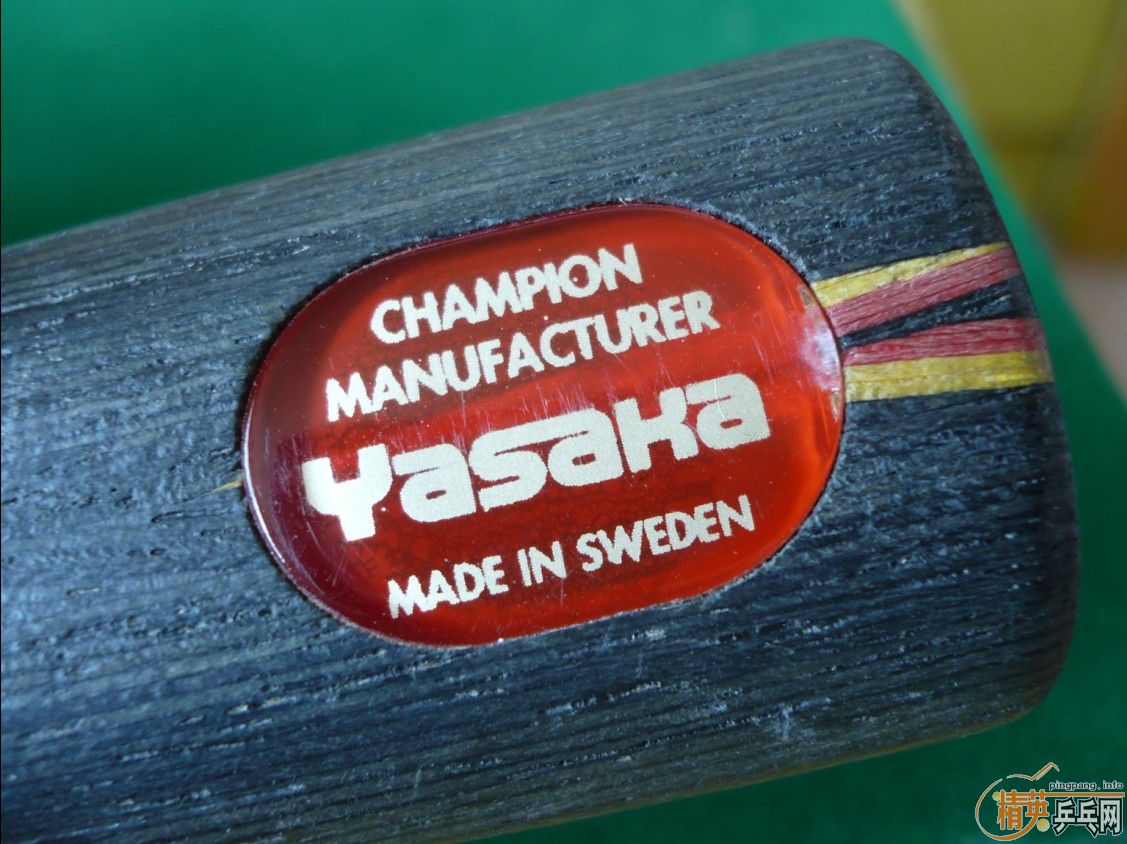 CHAMPION
MANUFACTURER
Yasaka
MADE IN SWEDEN
pingpang.info
精英乒乓网